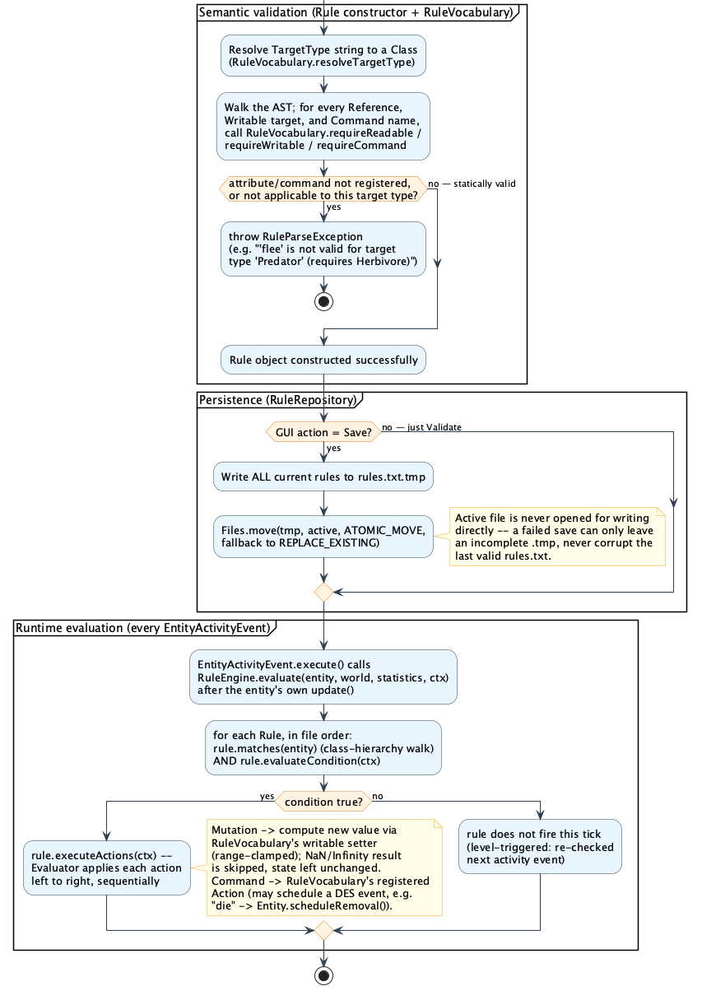 Semantic validation (Rule constructor + RuleVocabulary)
Resolve TargetType string to a Class
(RuleVocabulary.resolveTargetType)
Walk the AST; for every Reference,
Writable target, and Command name,
call RuleVocabulary.requireReadable /
requireWritable / requireCommand
attribute/command not registered,
or not applicable to this target type?
no — statically valid
yes
throw RuleParseException
(e.g. "'flee' is not valid for target
type 'Predator' (requires Herbivore)")
Rule object constructed successfully
Persistence (RuleRepository)
GUI action = Save?
no — just Validate
yes
Write ALL current rules to rules.txt.tmp
Files.move(tmp, active, ATOMIC_MOVE,
fallback to REPLACE_EXISTING)
Active file is never opened for writing
directly -- a failed save can only leave
an incomplete .tmp, never corrupt the
last valid rules.txt.
Runtime evaluation (every EntityActivityEvent)
EntityActivityEvent.execute() calls
RuleEngine.evaluate(entity, world, statistics, ctx)
after the entity's own update()
for each Rule, in file order:
rule.matches(entity) (class-hierarchy walk)
AND rule.evaluateCondition(ctx)
yes
condition true?
no
rule.executeActions(ctx) --
Evaluator applies each action
left to right, sequentially
Mutation -> compute new value via
RuleVocabulary's writable setter
(range-clamped); NaN/Infinity result
is skipped, state left unchanged.
Command -> RuleVocabulary's registered
Action (may schedule a DES event, e.g.
"die" -> Entity.scheduleRemoval()).
rule does not fire this tick
(level-triggered: re-checked
next activity event)